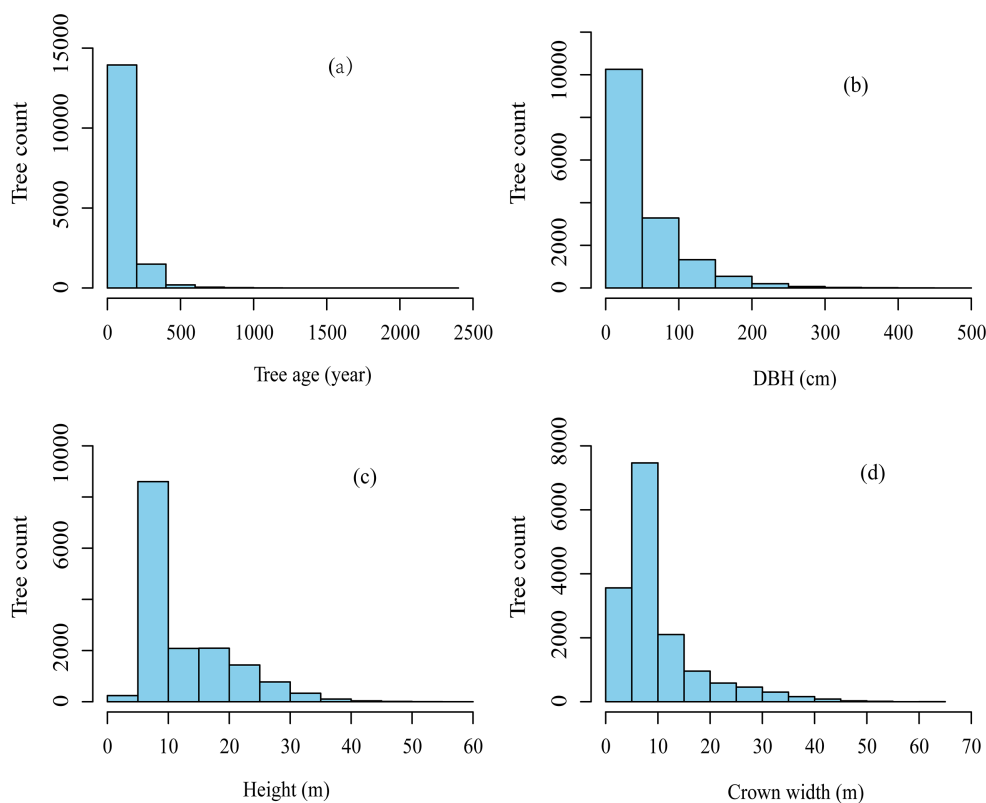 (a)
Tree count
0
5000
10000
15000
0 500 1000 1500 2000 2500
Tree age (year)
(b)
Tree count
0
2000
6000
10000
0 100 200 300 400 500
DBH (cm)
(c)
Tree count
0
2000
6000
10000
0 10 20 30 40 50 60
Height (m)
(d)
Tree count
0
2000
4000
6000
8000
0 10 20 30 40 50 60 70
Crown width (m)